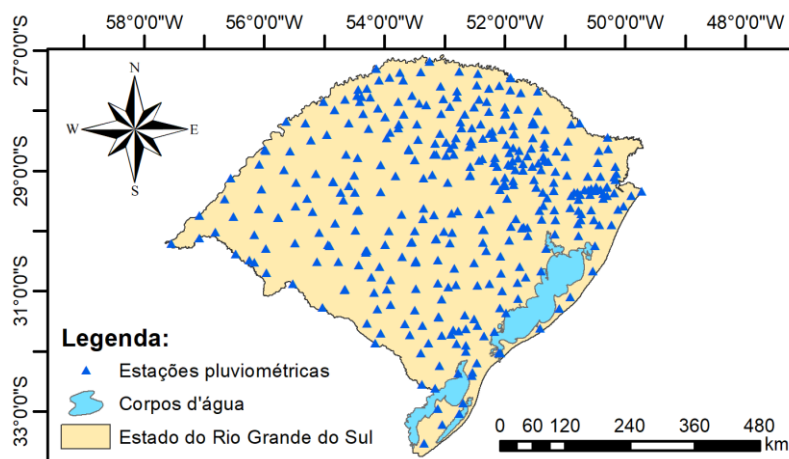 58°0'0"W 56°0'0"W 54°0'0"W 52°0'0"W 50°0'0"W 48°0'0"W
27°0'0"S
29°0'0"S
31°0'0"S
33°0'0"S
N
W E
S
Legenda:
Estações pluviométricas
Corpos d'água
Estado do Rio Grande do Sul
0 60 120 240 360 480
km